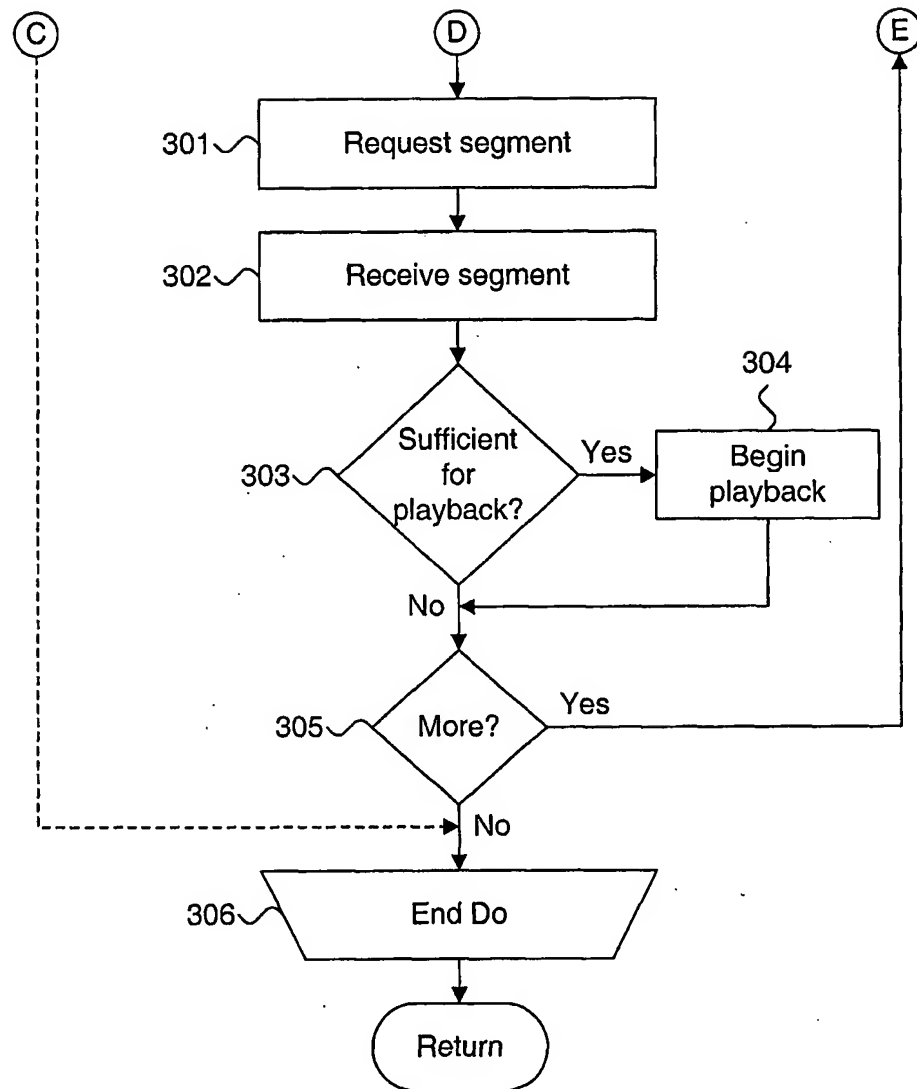 C
D
E
301
Request segment
302
Receive segment
304
303
Sufficient
for
playback?
Yes
Begin
playback
No
305
More?
Yes
No
306
End Do
Return